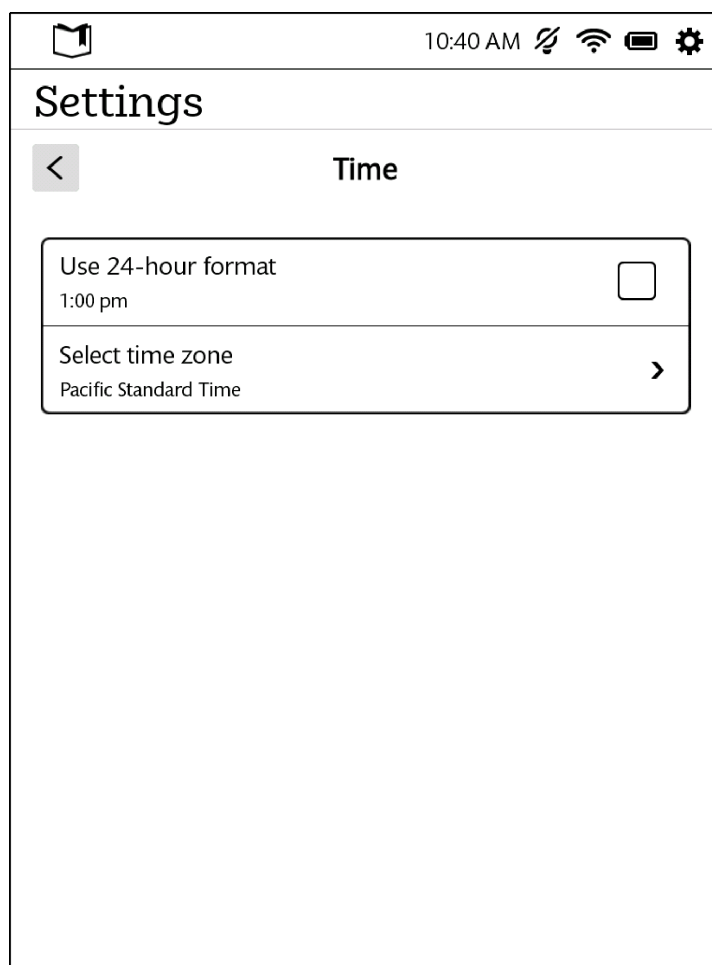 10:40 AM
Settings
Time
Use 24-hour format
1:00 pm
Select time zone
Pacific Standard Time